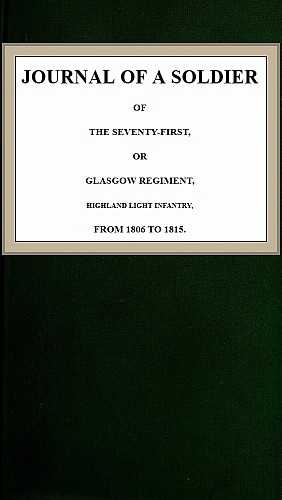 JOURNAL OF A SOLDIER
OF
THE SEVENTY-FIRST,
OR
GLASGOW REGIMENT,
HIGHLAND LIGHT INFANTRY,
FROM 1806 TO 1815.